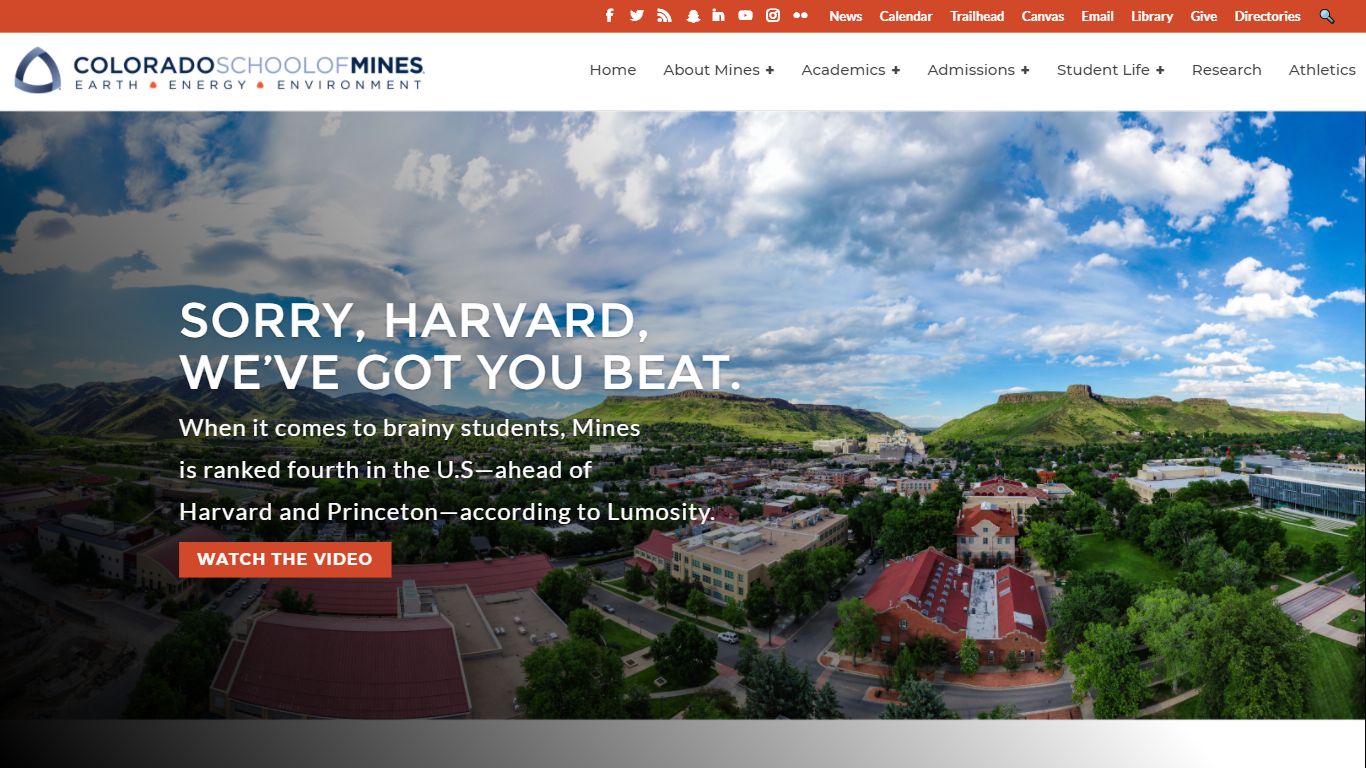 News Calendar Trailhead Canvas Email Library Give Directories
COLORADOSCHOOLOFMINES
EARTH ENERGY ENVIRONMENT
Home About Mines + Academics + Admissions + Student Life + Research Athletics
SORRY, HARVARD,
WE’VE GOT YOU BEAT.
When it comes to brainy students, Mines
is ranked fourth in the U.S—ahead of
Harvard and Princeton—according to Lumosity.
WATCH THE VIDEO